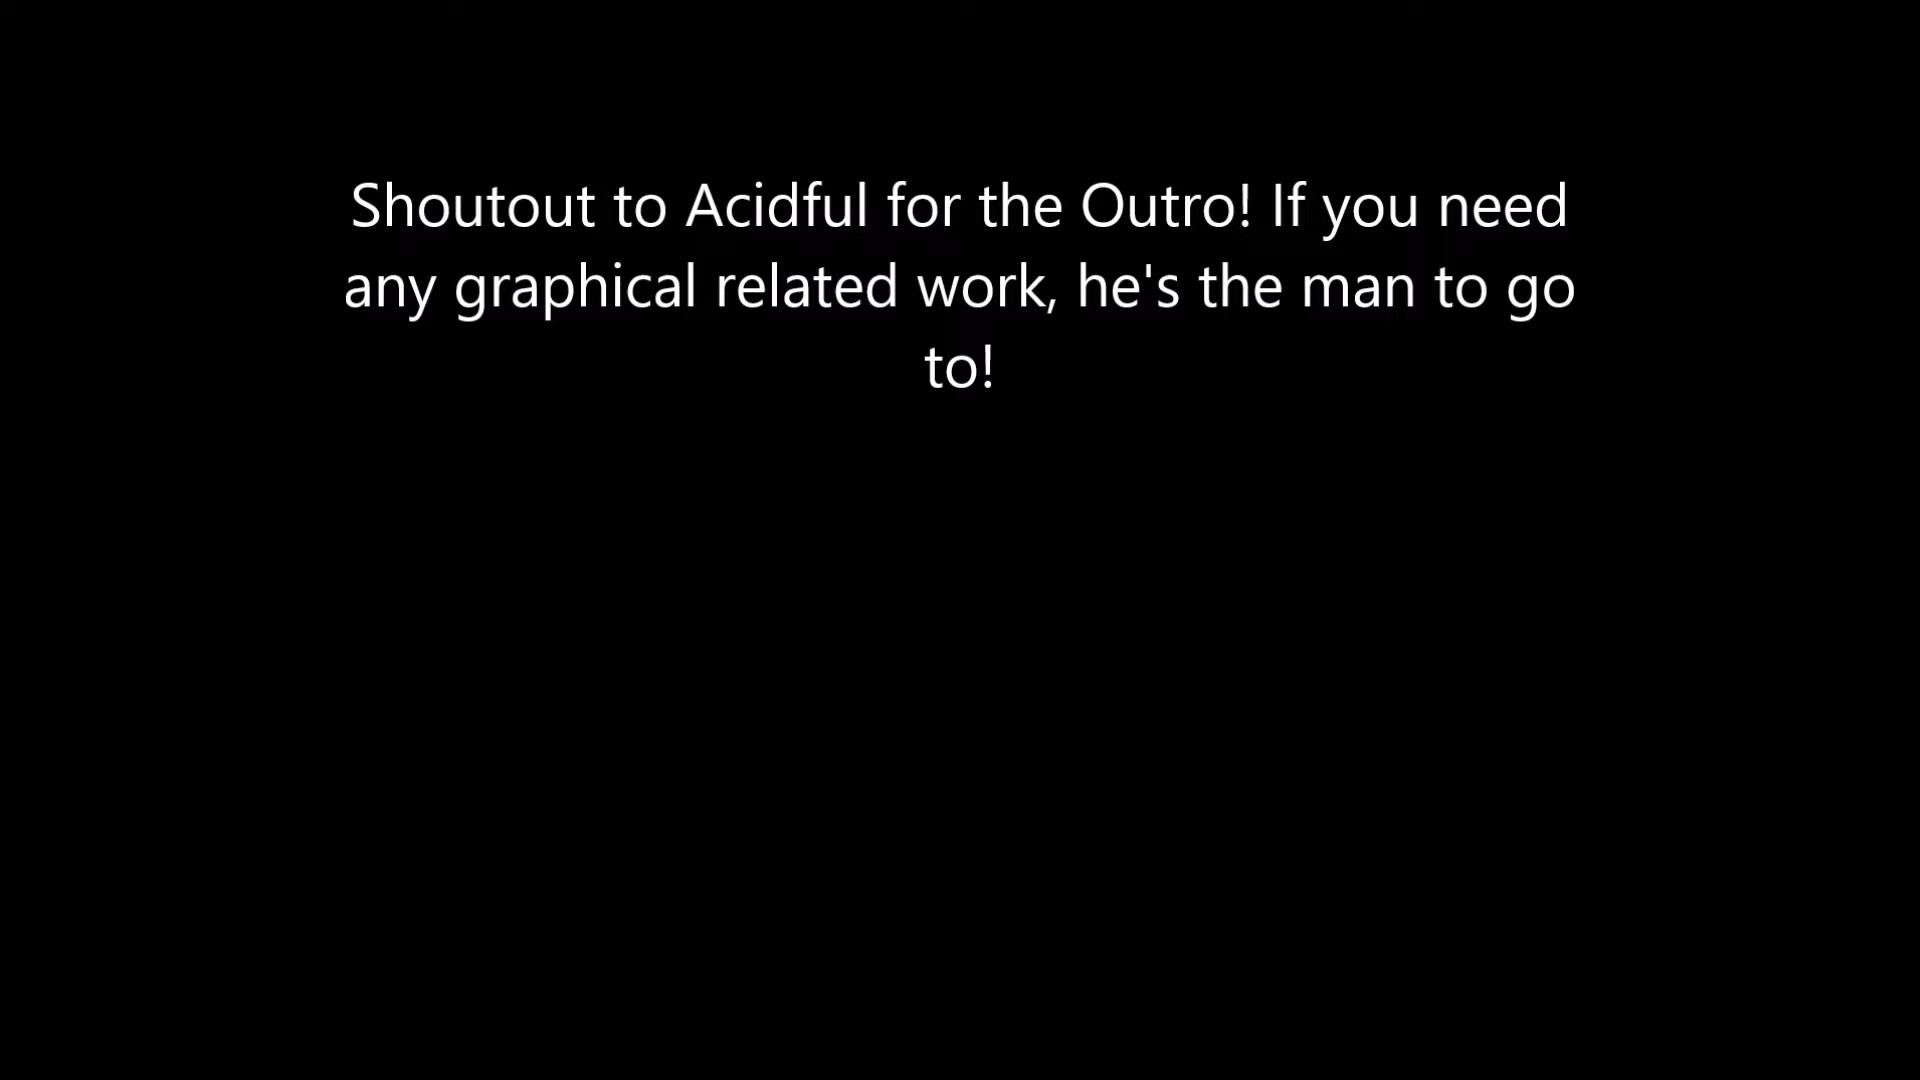 Shoutout to Acidful for the Outro! If you need
any graphical related work, he's the man to go
to!